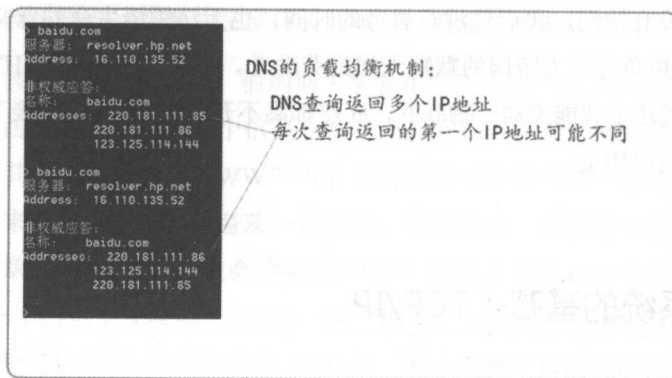 > baidu.com
服务器: resolver.hp.net
Address: 16.110.135.52
非权威应答:
名称: baidu.com
Addresses: 220.181.111.85
220.181.111.86
123.125.114.144
> baidu.com
服务器: resolver.hp.net
Address: 16.110.135.52
非权威应答:
名称: baidu.com
Addresses: 220.181.111.86
123.125.114.144
220.181.111.85
>
DNS的负载均衡机制:
DNS查询返回多个IP地址
每次查询返回的第一个IP地址可能不同